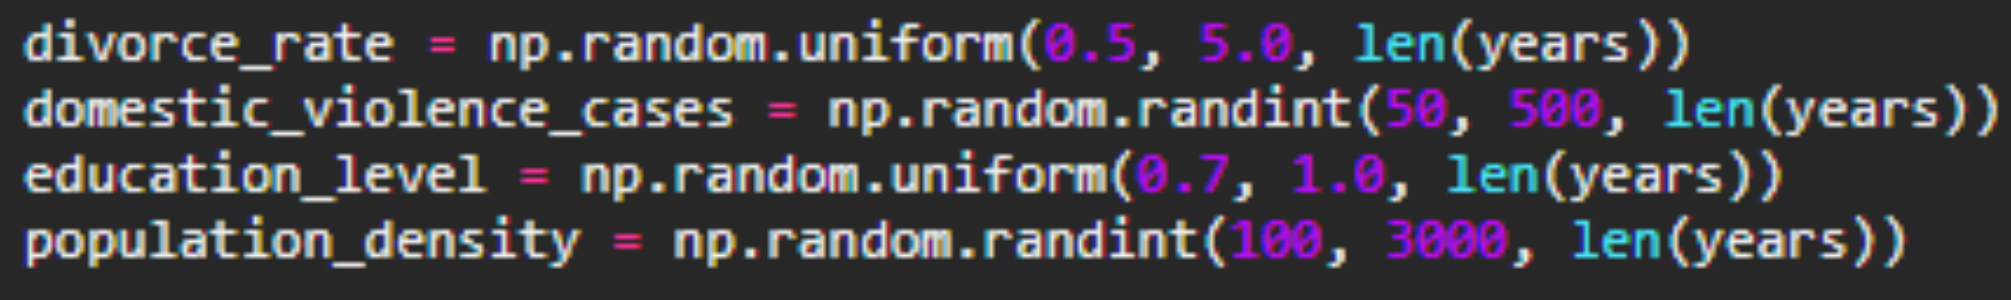 divorce_rate = np.random.uniform(0.5, 5.0, len(years))
domestic_violence_cases = np.random.randint(50, 500, len(years))
education_level = np.random.uniform(0.7, 1.0, len(years))
population_density = np.random.randint(100, 3000, len(years))